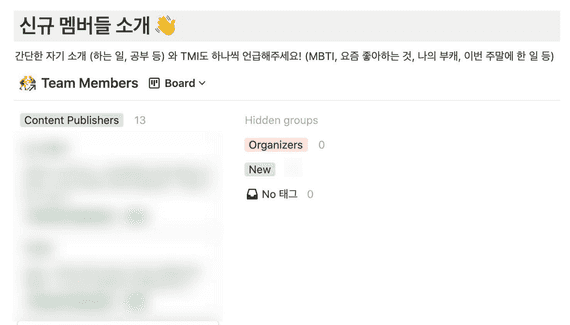 신규 멤버들 소개 👋
간단한 자기 소개 (하는 일, 공부 등) 와 TMI도 하나씩 언급해주세요! (MBTI, 요즘 좋아하는 것, 나의 부캐, 이번 주말에 한 일 등)
Team Members Board
Content Publishers 13
Hidden groups
Organizers 0
New
No 태그 0